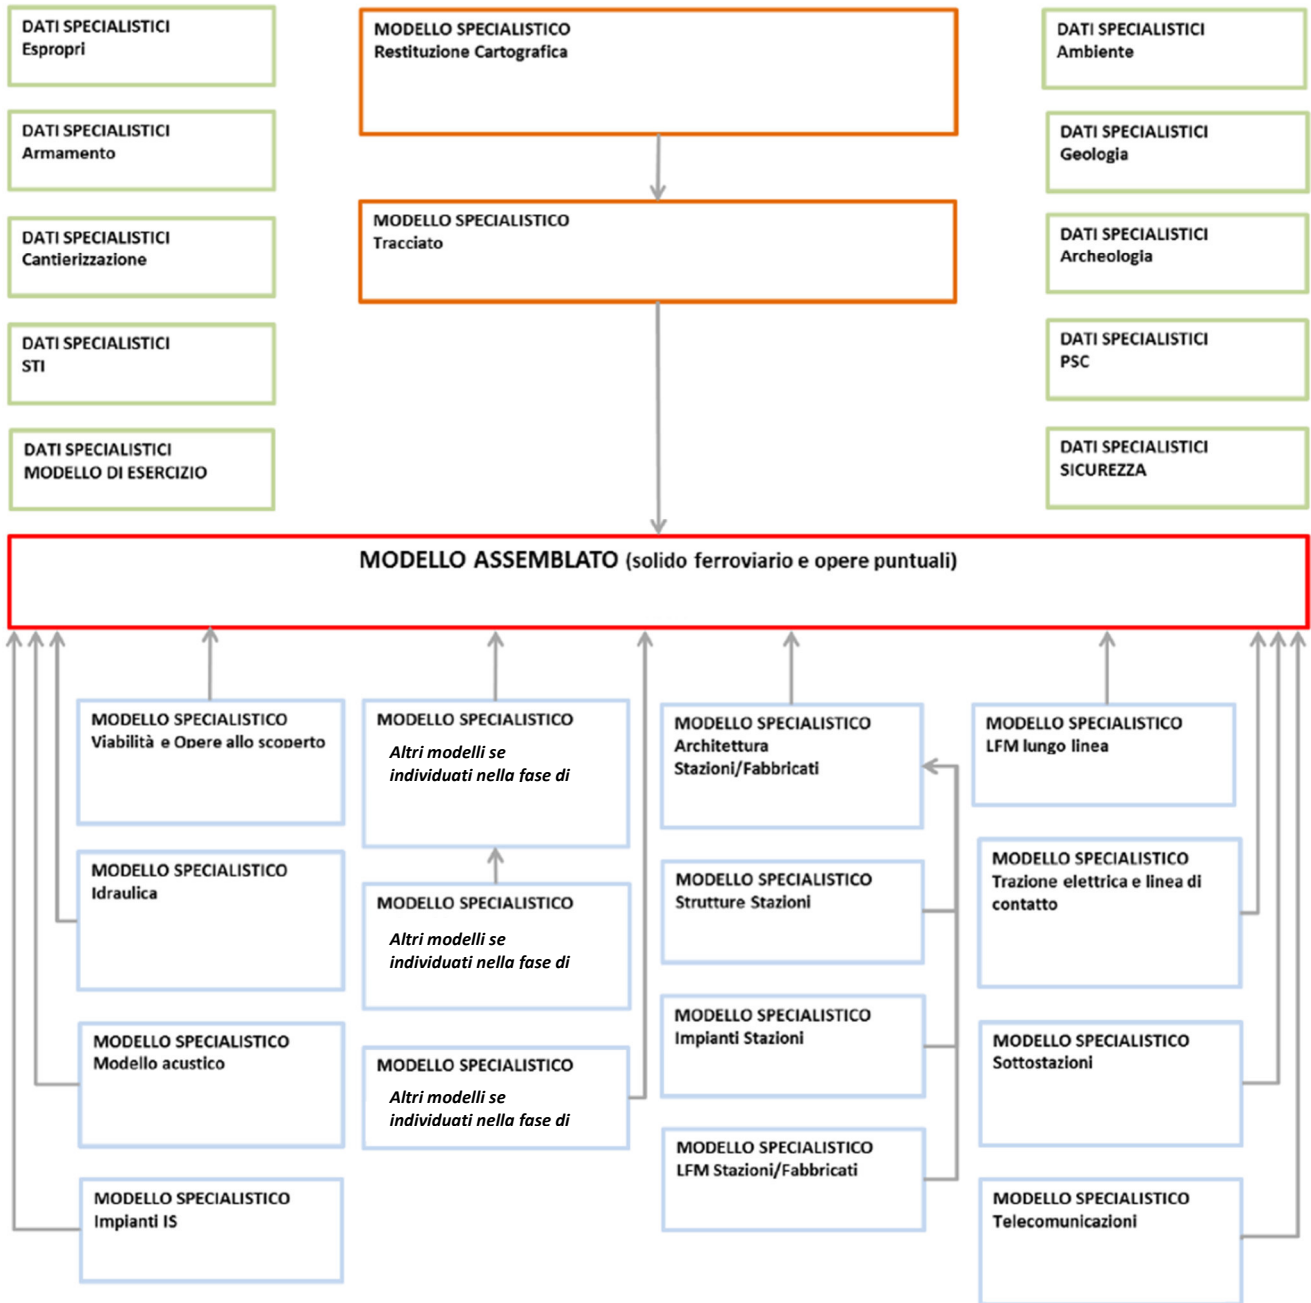 DATI SPECIALISTICI
Espropri
MODELLO SPECIALISTICO
Restituzione Cartografica
DATI SPECIALISTICI
Ambiente
DATI SPECIALISTICI
Armamento
DATI SPECIALISTICI
Geologia
MODELLO SPECIALISTICO
Tracciato
DATI SPECIALISTICI
Cantierizzazione
DATI SPECIALISTICI
Archeologia
DATI SPECIALISTICI
STI
DATI SPECIALISTICI
PSC
DATI SPECIALISTICI
MODELLO DI ESERCIZIO
DATI SPECIALISTICI
SICUREZZA
MODELLO ASSEMBLATO (solido ferroviario e opere puntuali)
MODELLO SPECIALISTICO
Viabilità e Opere allo scoperto
MODELLO SPECIALISTICO
Altri modelli se
individuati nella fase di
MODELLO SPECIALISTICO
Architettura
Stazioni/Fabbricati
MODELLO SPECIALISTICO
LFM lungo linea
MODELLO SPECIALISTICO
Idraulica
MODELLO SPECIALISTICO
Altri modelli se
individuati nella fase di
MODELLO SPECIALISTICO
Strutture Stazioni
MODELLO SPECIALISTICO
Trazione elettrica e linea di
contatto
MODELLO SPECIALISTICO
Modello acustico
MODELLO SPECIALISTICO
Altri modelli se
individuati nella fase di
MODELLO SPECIALISTICO
Impianti Stazioni
MODELLO SPECIALISTICO
Sottostazioni
MODELLO SPECIALISTICO
Impianti IS
MODELLO SPECIALISTICO
LFM Stazioni/Fabbricati
MODELLO SPECIALISTICO
Telecomunicazioni